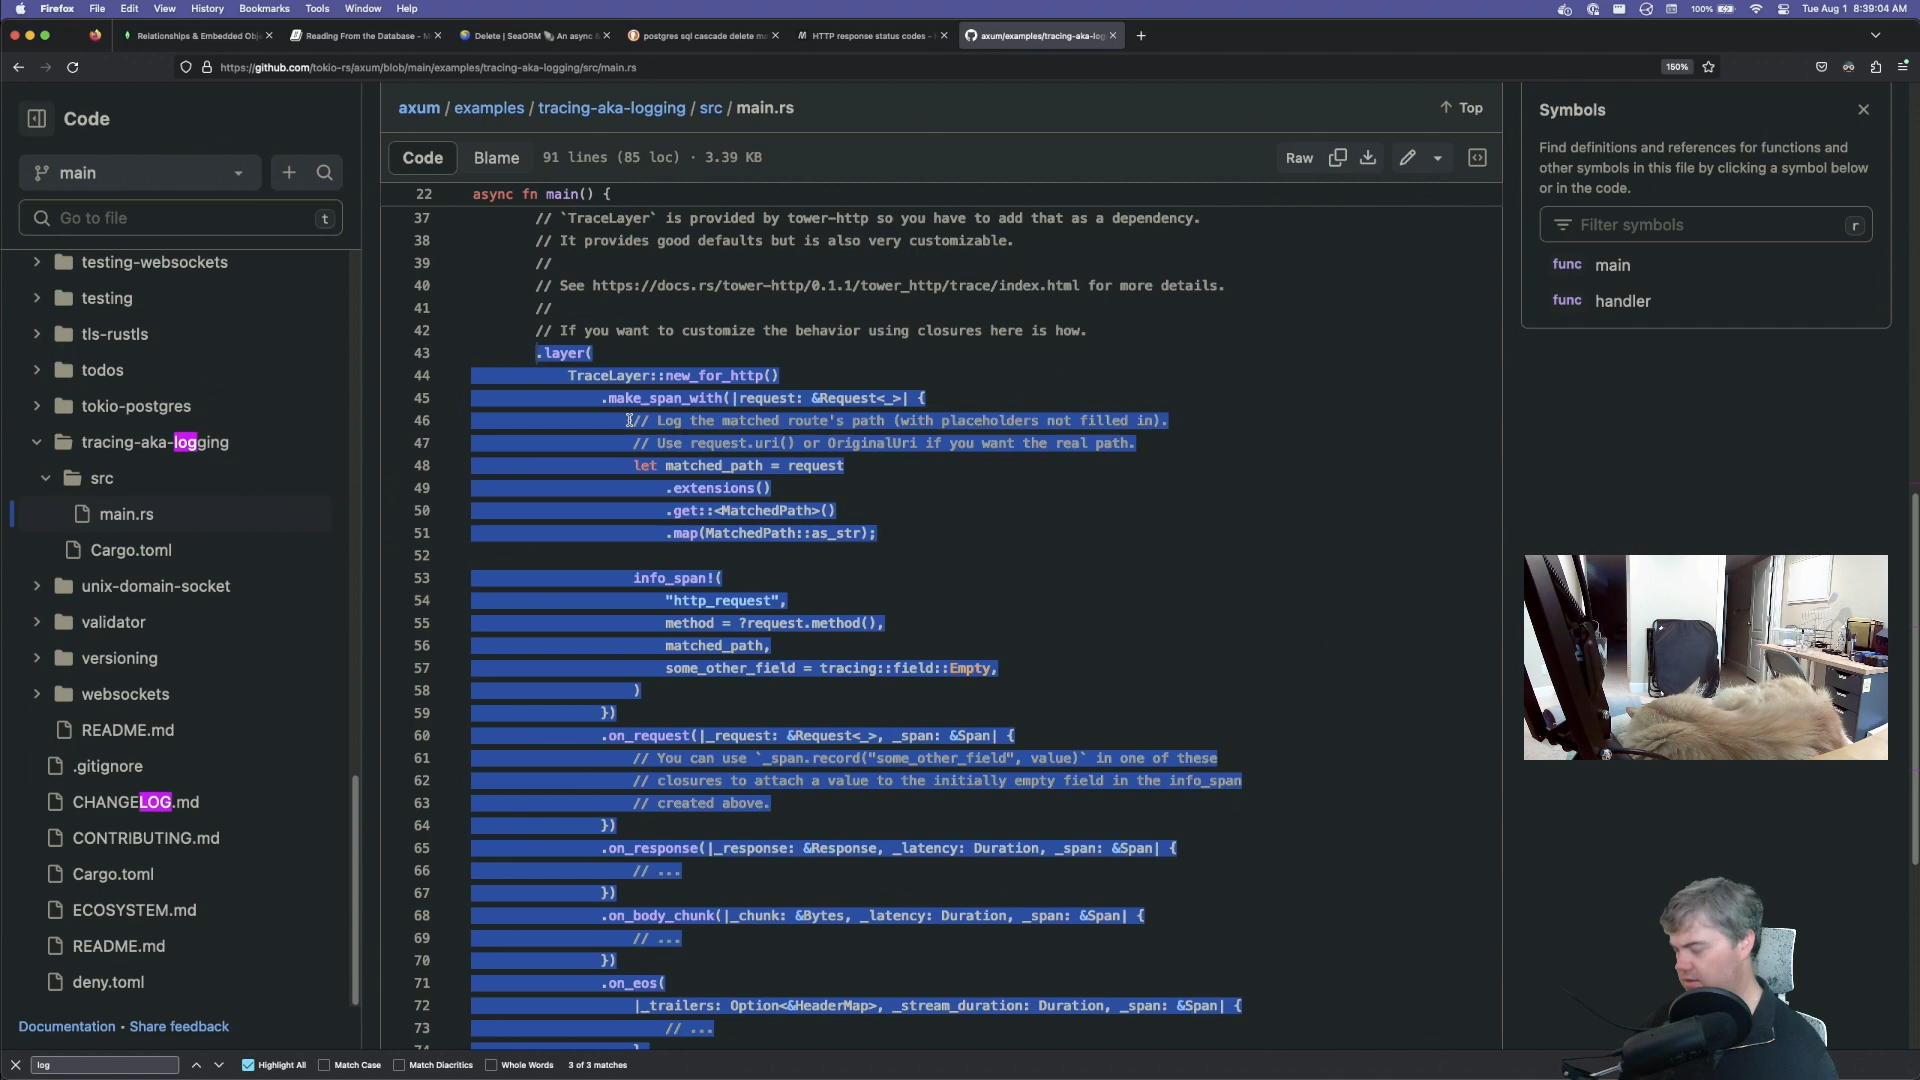 Firefox File Edit View History Bookmarks Tools Window Help 100% Tue Aug 1 8:39:04 AM
Relationships & Embedded Obj Reading From the Database - M Delete | SeaORM 🐚 An async & postgres sql cascade delete ma HTTP response status codes - H axum/examples/tracing-aka-log
https://github.com/tokio-rs/axum/blob/main/examples/tracing-aka-logging/src/main.rs 150%
Code
main
Go to file t
testing-websockets
testing
tls-rustls
todos
tokio-postgres
tracing-aka-logging
src
main.rs
Cargo.toml
unix-domain-socket
validator
versioning
websockets
README.md
.gitignore
CHANGELOG.md
CONTRIBUTING.md
Cargo.toml
ECOSYSTEM.md
README.md
deny.toml
Documentation • Share feedback
axum / examples / tracing-aka-logging / src / main.rs Top
Code Blame 91 lines (85 loc) · 3.39 KB Raw
22 async fn main() {
37 // `TraceLayer` is provided by tower-http so you have to add that as a dependency.
38 // It provides good defaults but is also very customizable.
39 //
40 // See https://docs.rs/tower-http/0.1.1/tower_http/trace/index.html for more details.
41 //
42 // If you want to customize the behavior using closures here is how.
43 .layer(
44 TraceLayer::new_for_http()
45 .make_span_with(|request: &Request<_>| {
46 // Log the matched route's path (with placeholders not filled in).
47 // Use request.uri() or OriginalUri if you want the real path.
48 let matched_path = request
49 .extensions()
50 .get::<MatchedPath>()
51 .map(MatchedPath::as_str);
52
53 info_span!(
54 "http_request",
55 method = ?request.method(),
56 matched_path,
57 some_other_field = tracing::field::Empty,
58 )
59 })
60 .on_request(|_request: &Request<_>, _span: &Span| {
61 // You can use `_span.record("some_other_field", value)` in one of these
62 // closures to attach a value to the initially empty field in the info_span
63 // created above.
64 })
65 .on_response(|_response: &Response, _latency: Duration, _span: &Span| {
66 // ...
67 })
68 .on_body_chunk(|_chunk: &Bytes, _latency: Duration, _span: &Span| {
69 // ...
70 })
71 .on_eos(
72 |_trailers: Option<&HeaderMap>, _stream_duration: Duration, _span: &Span| {
73 // ...
Symbols
Find definitions and references for functions and
other symbols in this file by clicking a symbol below
or in the code.
Filter symbols r
func main
func handler
log Highlight All Match Case Match Diacritics Whole Words 3 of 3 matches